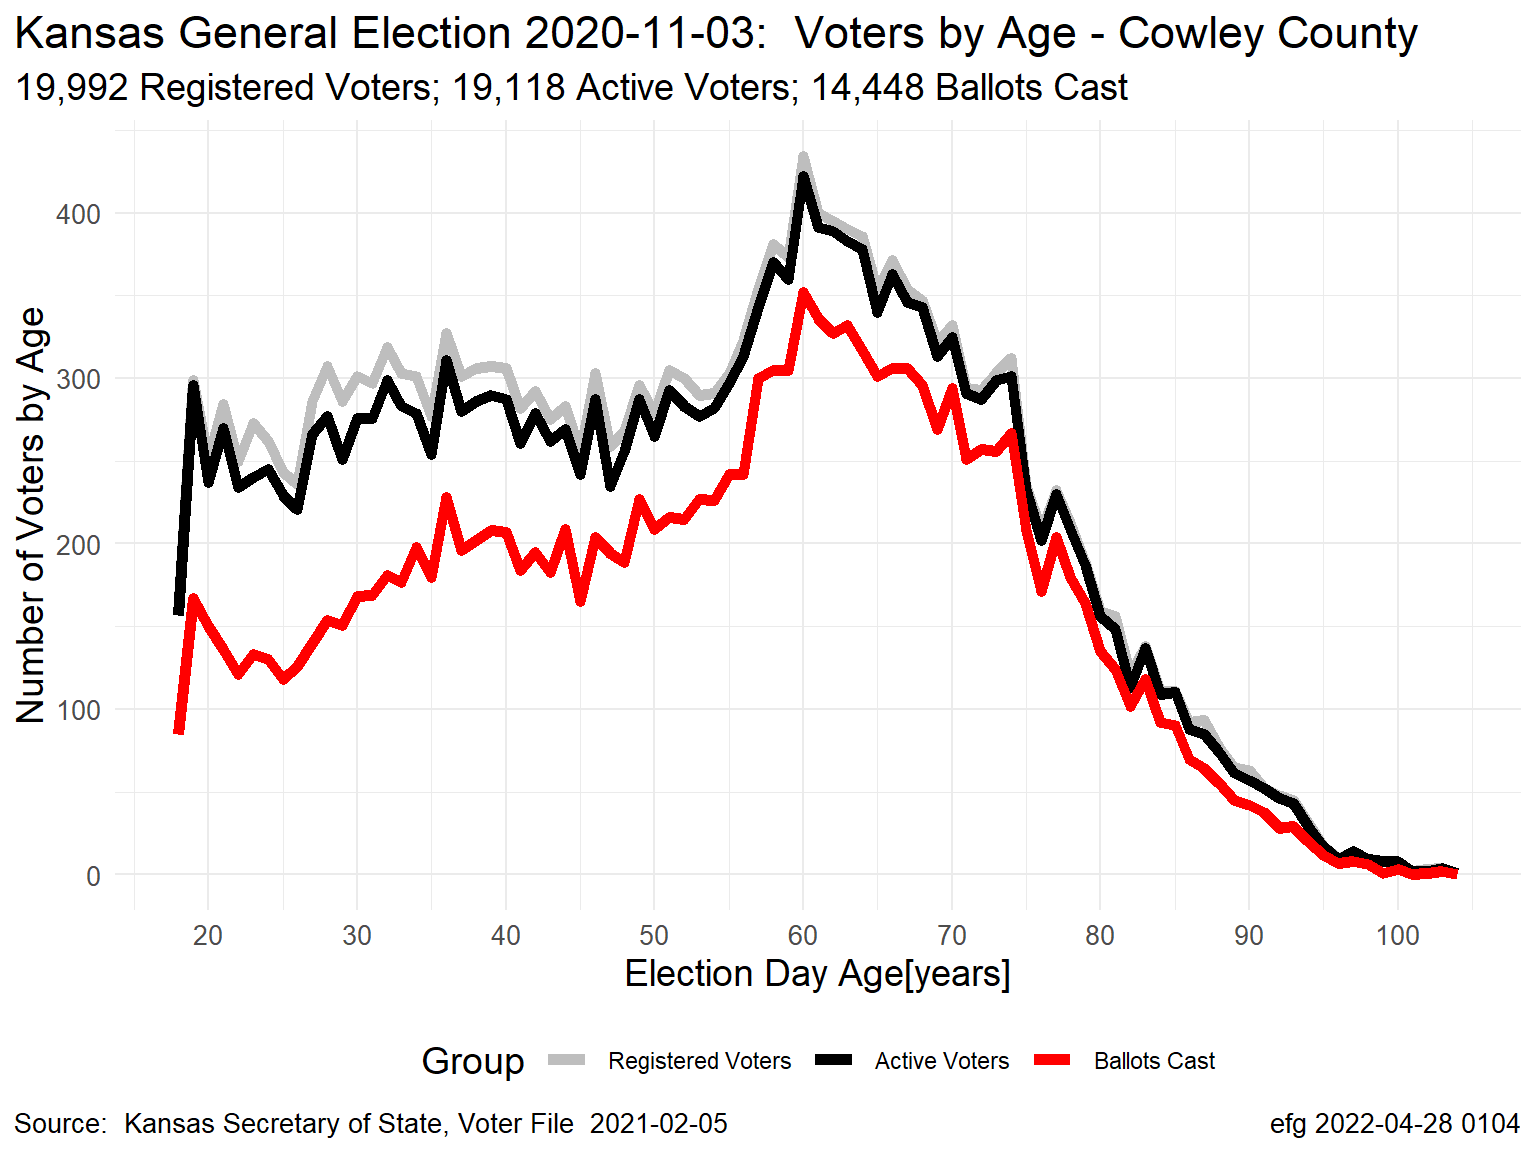 Kansas General Election 2020-11-03:  Voters by Age - Cowley County
19,992 Registered Voters; 19,118 Active Voters; 14,448 Ballots Cast
Number of Voters by Age
400
300
200
100
0
20 30 40 50 60 70 80 90 100
Election Day Age[years]
Group Registered Voters Active Voters Ballots Cast
Source:  Kansas Secretary of State, Voter File  2021-02-05
efg 2022-04-28 0104